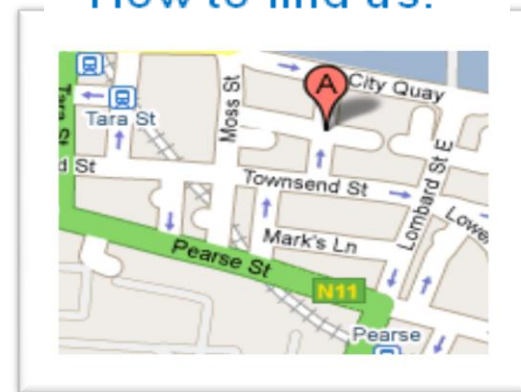 How to find us:
City Quay
A
Tara St
Moss St
Tara St
d St
Townsend St
Lombard St E
Lower
Mark's Ln
Pearse St
N11
Pearse